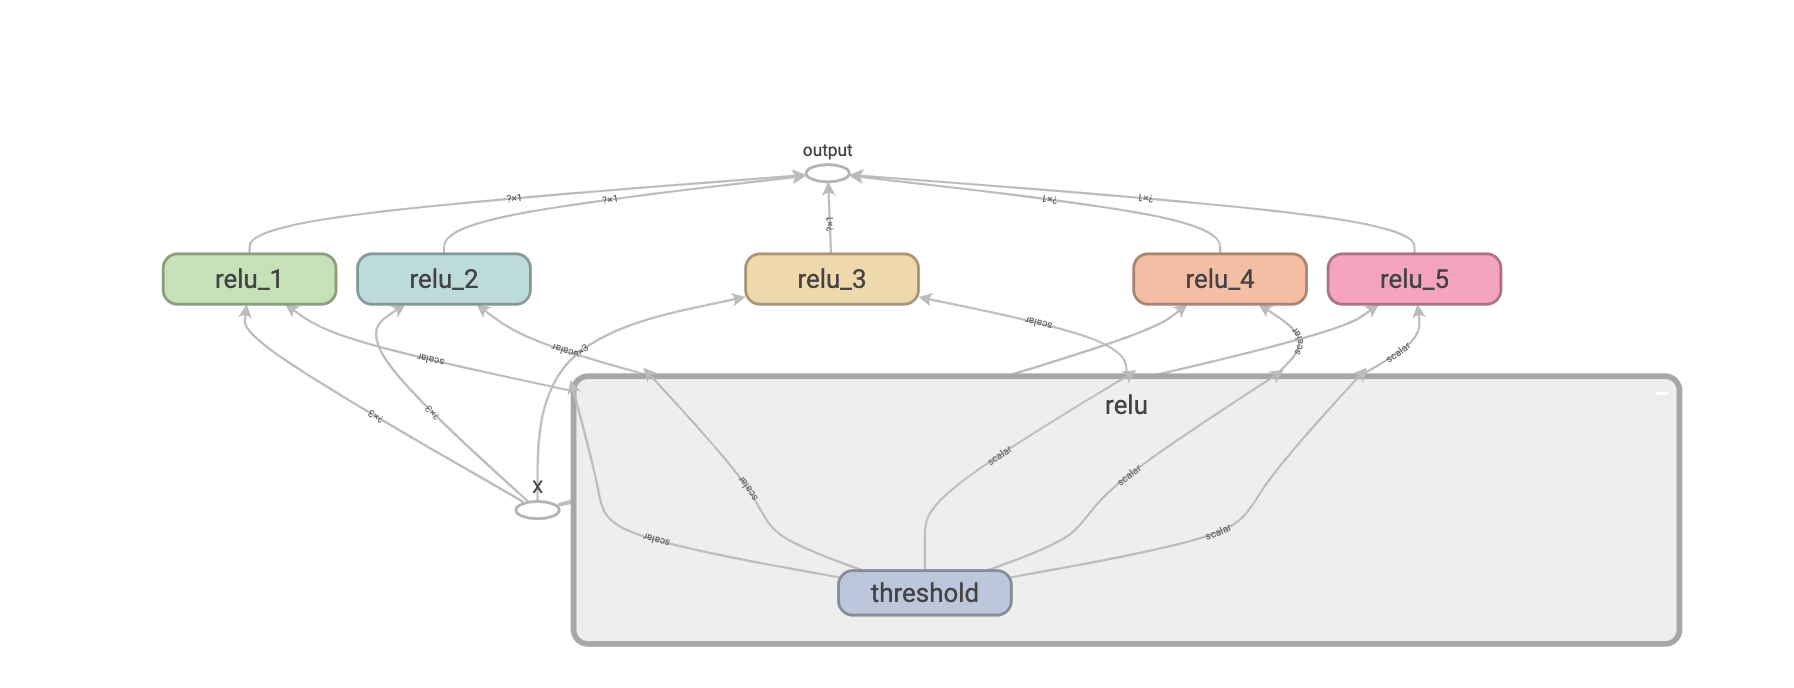 output
?×1
?×1
?×1
?×1
?×1
relu_1
relu_2
relu_3
relu_4
relu_5
scalar
scalar
scalar
scalar
scalar
?×3
?×3
?×3
relu
X
scalar
scalar
scalar
scalar
scalar
threshold